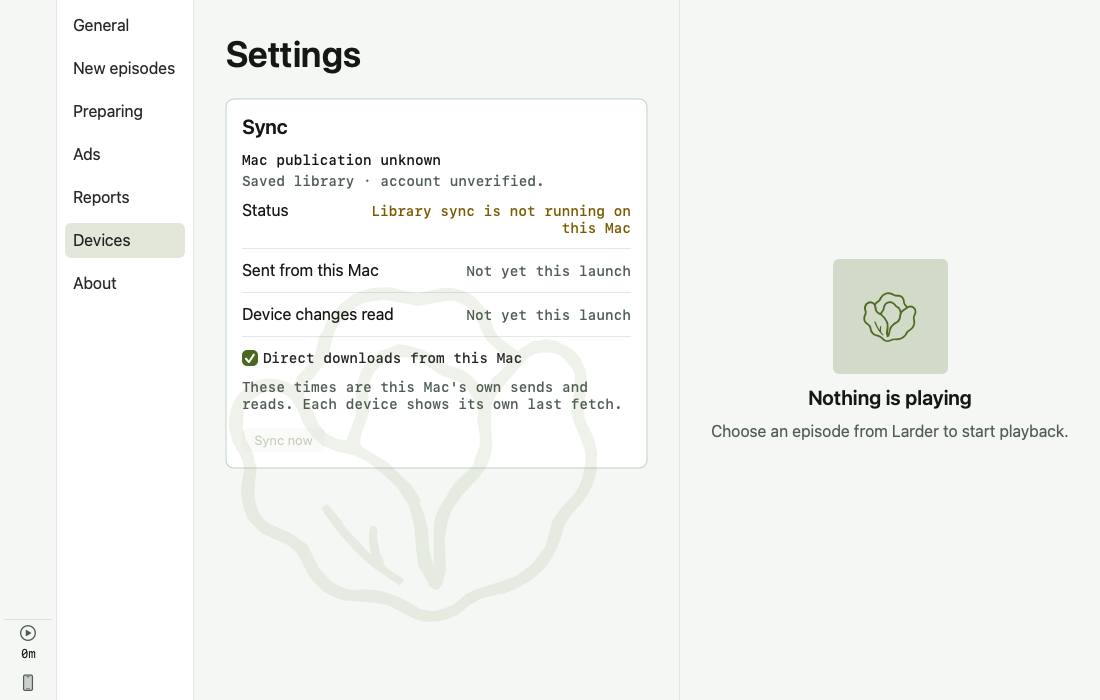 General
New episodes
Preparing
Ads
Reports
Devices
About
0m
Settings
Sync
Mac publication unknown
Saved library · account unverified.
Status
Library sync is not running on
this Mac
Sent from this Mac
Not yet this launch
Device changes read
Not yet this launch
Direct downloads from this Mac
These times are this Mac's own sends and
reads. Each device shows its own last fetch.
Sync now
Nothing is playing
Choose an episode from Larder to start playback.